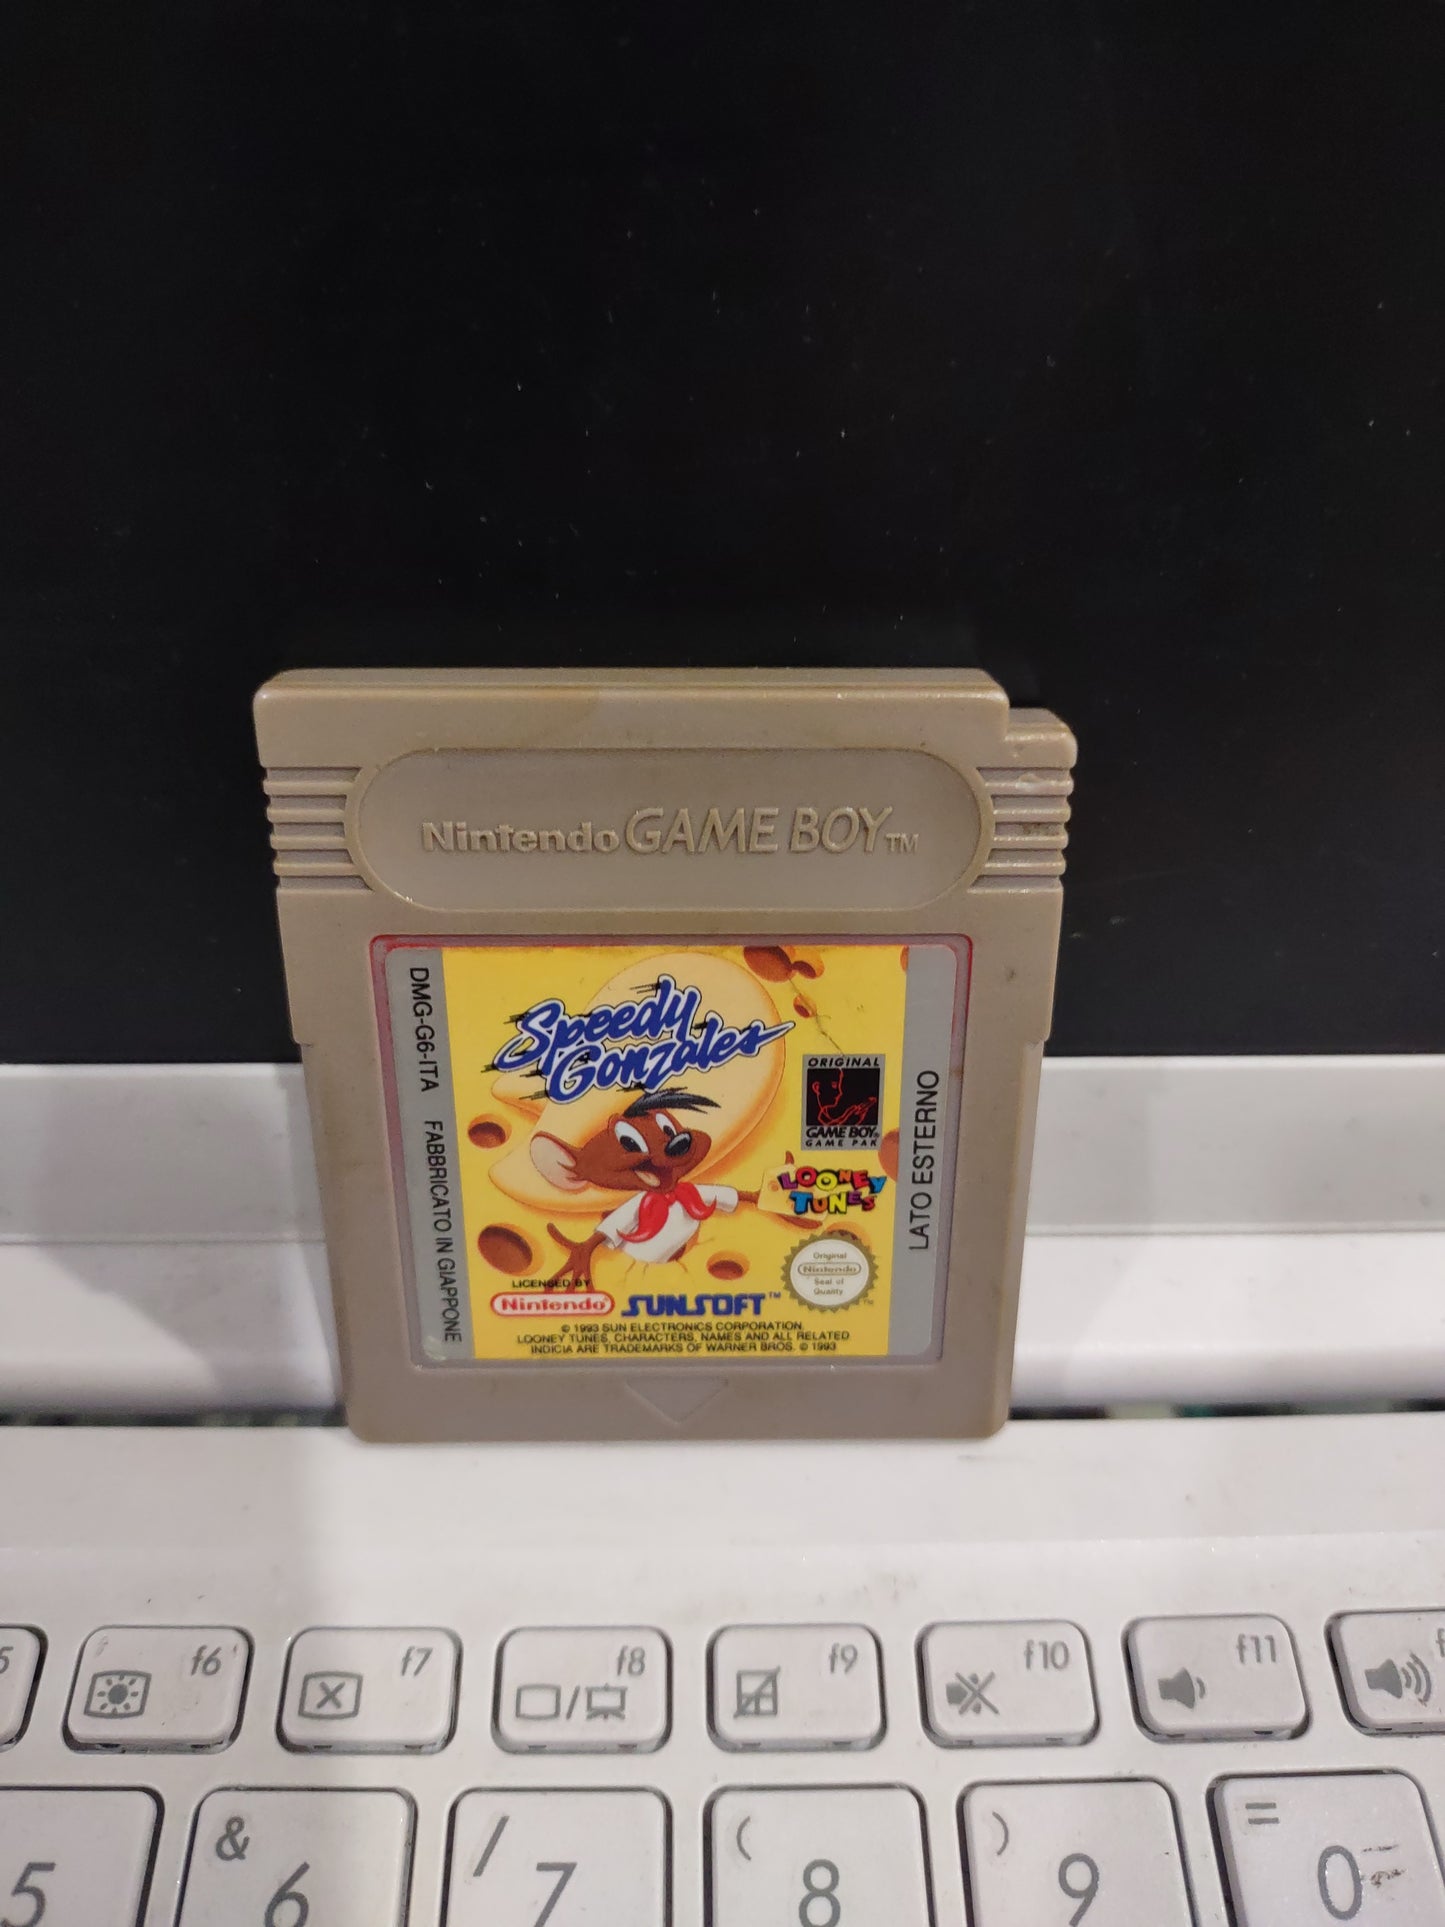 Nintendo GAME BOY™
DMG-G6-ITA FABBRICATO IN GIAPPONE
Speedy
Gonzales
ORIGINAL
GAME BOY
GAME PAK
LOONEY
TUNES
LATO ESTERNO
Original
Nintendo
Seal of
Quality
TM
LICENSED BY
Nintendo SUNSOFT™
© 1993 SUN ELECTRONICS CORPORATION.
LOONEY TUNES, CHARACTERS, NAMES AND ALL RELATED
INDICIA ARE TRADEMARKS OF WARNER BROS. © 1993
5 f6 f7 f8 f9 f10 f11 f
5 & 6 / 7 ( 8 ) 9 = 0